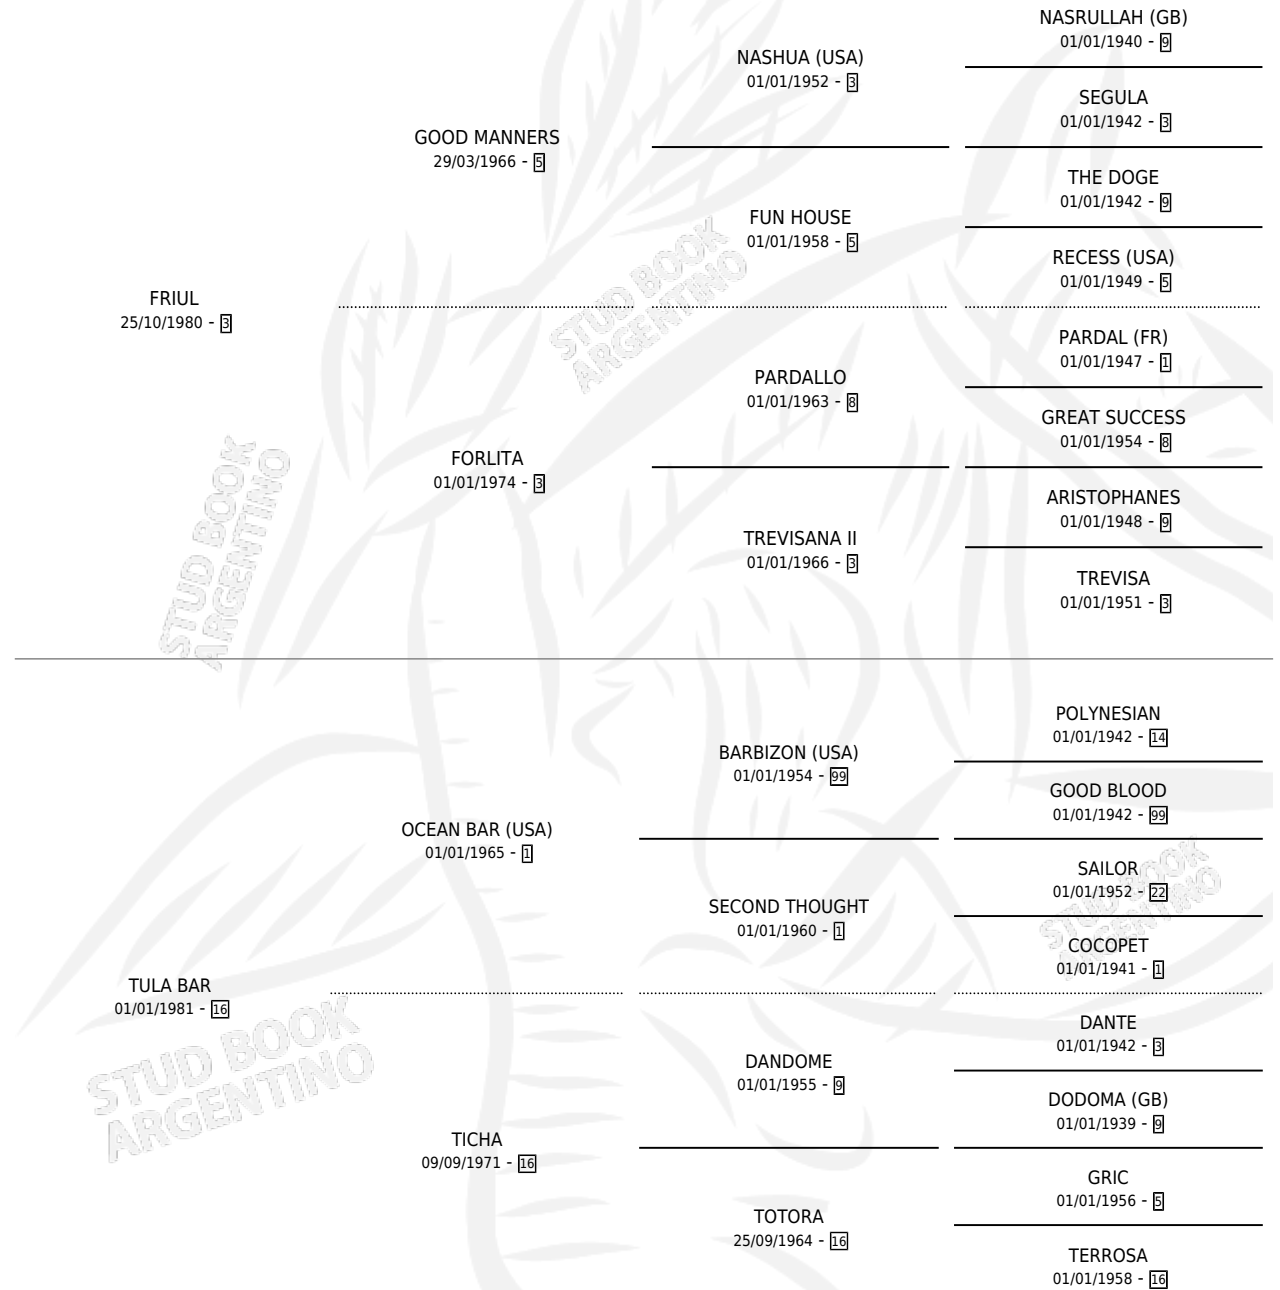 NASRULLAH (GB)
01/01/1940 - 9
NASHUA (USA)
01/01/1952 - 3
SEGULA
01/01/1942 - 3
GOOD MANNERS
29/03/1966 - 5
THE DOGE
01/01/1942 - 9
FUN HOUSE
01/01/1958 - 5
RECESS (USA)
01/01/1949 - 5
FRIUL
25/10/1980 - 3
STUD BOOK
ARGENTINO
PARDAL (FR)
01/01/1947 - 1
PARDALLO
01/01/1963 - 8
GREAT SUCCESS
01/01/1954 - 8
FORLITA
01/01/1974 - 3
ARISTOPHANES
01/01/1948 - 9
TREVISANA II
01/01/1966 - 3
TREVISA
01/01/1951 - 3
STUD BOOK
ARGENTINO
POLYNESIAN
01/01/1942 - 14
BARBIZON (USA)
01/01/1954 - 99
GOOD BLOOD
01/01/1942 - 99
OCEAN BAR (USA)
01/01/1965 - 1
SAILOR
01/01/1952 - 22
SECOND THOUGHT
01/01/1960 - 1
COCOPET
01/01/1941 - 1
STUD BOOK
ARGENTINO
TULA BAR
01/01/1981 - 16
STUD BOOK
ARGENTINO
DANTE
01/01/1942 - 3
DANDOME
01/01/1955 - 9
DODOMA (GB)
01/01/1939 - 9
TICHA
09/09/1971 - 16
GRIC
01/01/1956 - 5
TOTORA
25/09/1964 - 16
TERROSA
01/01/1958 - 16